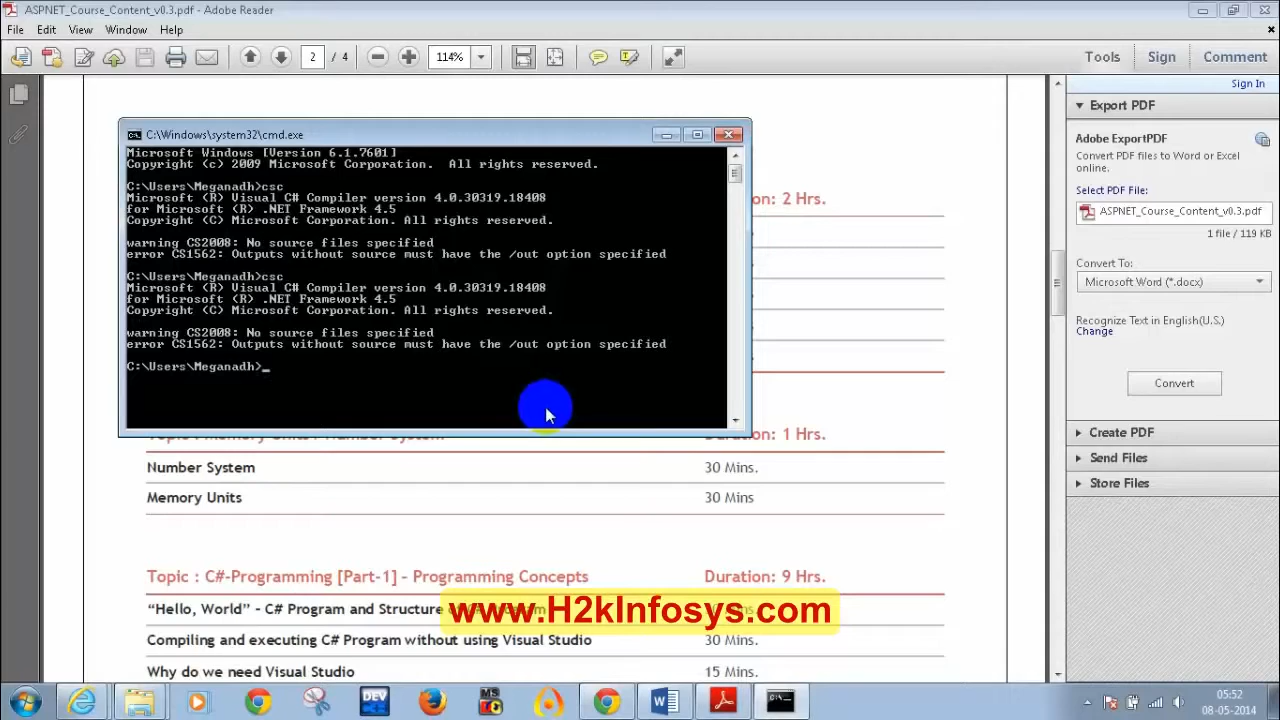 ASPNET_Course_Content_v0.3.pdf - Adobe Reader
File Edit View Window Help
2 / 4 114% Tools Sign Comment
Sign In
Export PDF
Adobe ExportPDF
Convert PDF files to Word or Excel online.
Select PDF File:
ASPNET_Course_Content_v0.3.pdf
1 file / 119 KB
Convert To:
Microsoft Word (*.docx)
Recognize Text in English(U.S.)
Change
Convert
Create PDF
Send Files
Store Files
C:\Windows\system32\cmd.exe
Microsoft Windows [Version 6.1.7601]
Copyright (c) 2009 Microsoft Corporation. All rights reserved.
C:\Users\Meganadh>csc
Microsoft (R) Visual C# Compiler version 4.0.30319.18408
for Microsoft (R) .NET Framework 4.5
Copyright (C) Microsoft Corporation. All rights reserved.
warning CS2008: No source files specified
error CS1562: Outputs without source must have the /out option specified
C:\Users\Meganadh>csc
Microsoft (R) Visual C# Compiler version 4.0.30319.18408
for Microsoft (R) .NET Framework 4.5
Copyright (C) Microsoft Corporation. All rights reserved.
warning CS2008: No source files specified
error CS1562: Outputs without source must have the /out option specified
C:\Users\Meganadh>_
on: 2 Hrs.
on: 1 Hrs.
Number System 30 Mins.
Memory Units 30 Mins
Topic : C#-Programming [Part-1] – Programming Concepts Duration: 9 Hrs.
“Hello, World” - C# Program and Structure
www.H2kInfosys.com
Compiling and executing C# Program without using Visual Studio 30 Mins.
Why do we need Visual Studio 15 Mins.
DEV
MS
05:52
08-05-2014